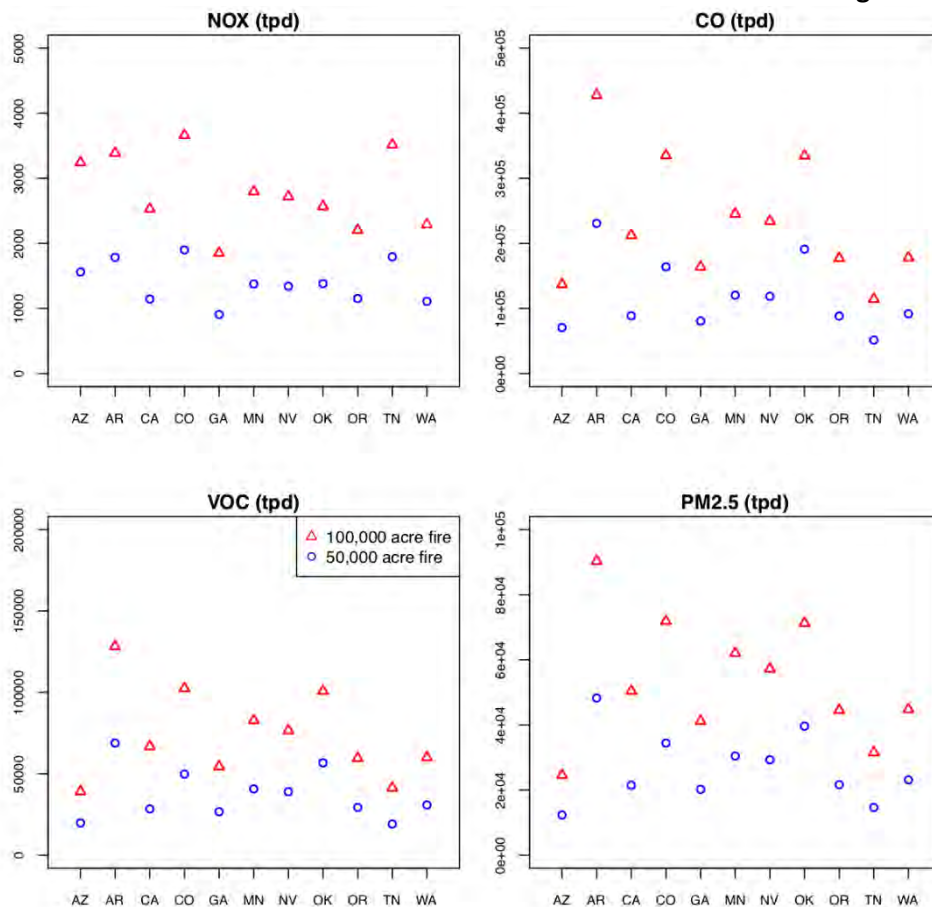 NOX (tpd)
5000
4000
3000
2000
1000
0
AZ AR CA CO GA MN NV OK OR TN WA
CO (tpd)
5e+05
4e+05
3e+05
2e+05
1e+05
0e+00
AZ AR CA CO GA MN NV OK OR TN WA
VOC (tpd)
200000
150000
100000
50000
0
100,000 acre fire
50,000 acre fire
AZ AR CA CO GA MN NV OK OR TN WA
PM2.5 (tpd)
1e+05
8e+04
6e+04
4e+04
2e+04
0e+00
AZ AR CA CO GA MN NV OK OR TN WA